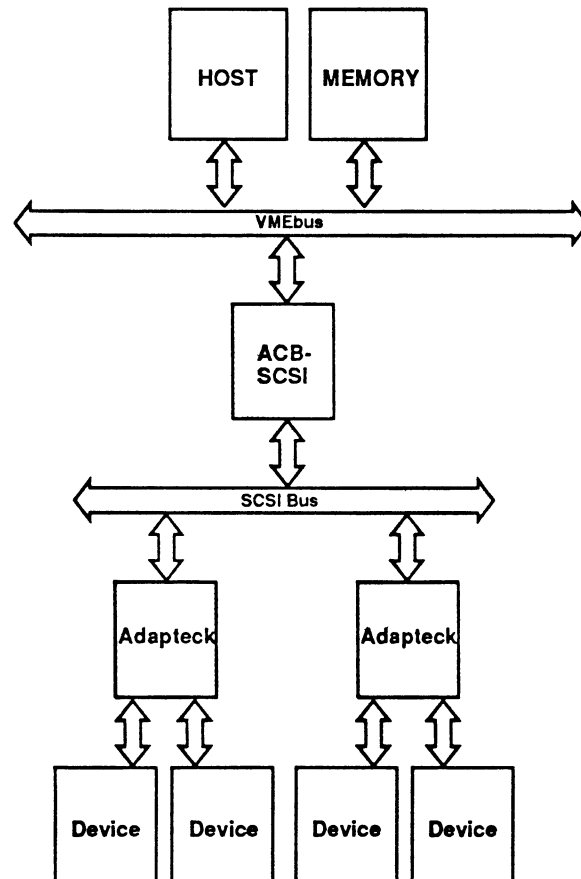 HOST
MEMORY
VMEbus
ACB-
SCSI
SCSI Bus
Adapteck
Adapteck
Device
Device
Device
Device